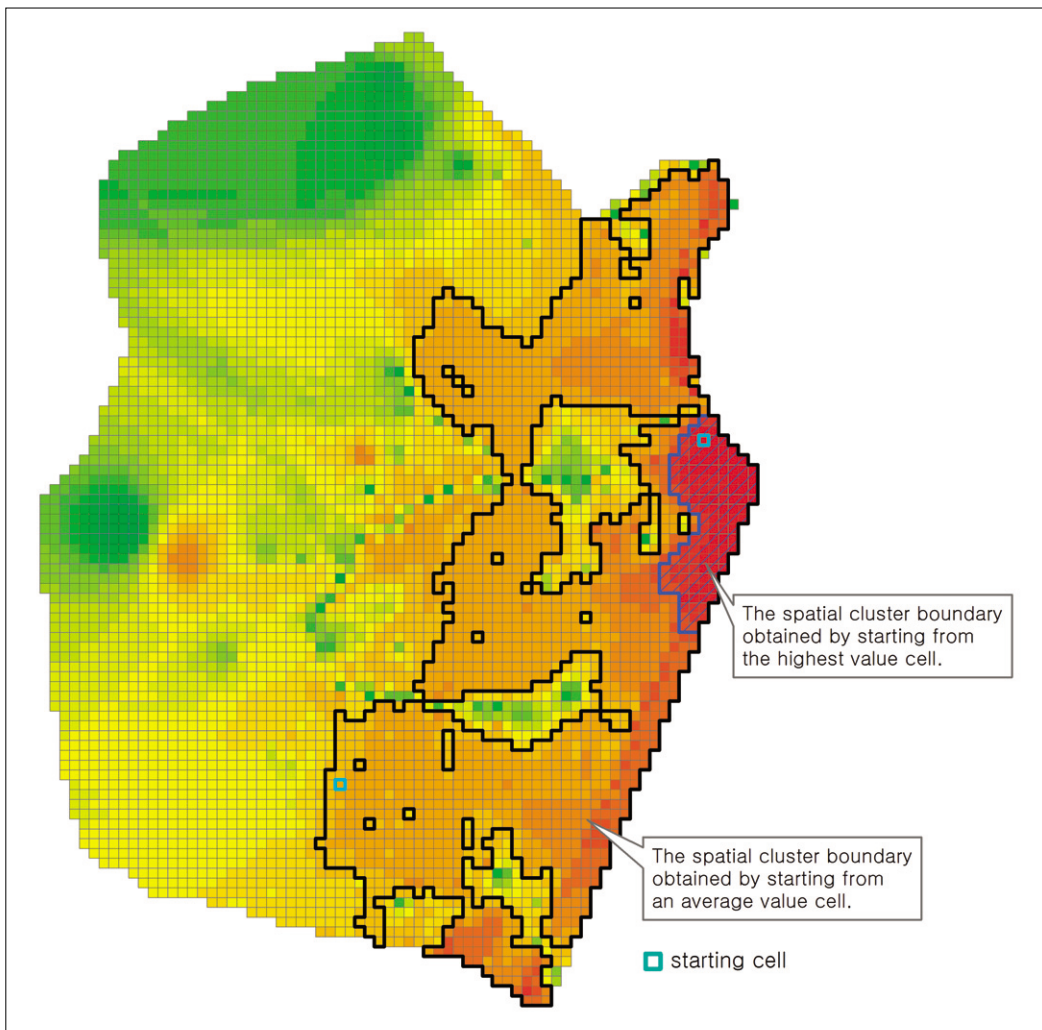 The spatial cluster boundary
obtained by starting from
the highest value cell.
The spatial cluster boundary
obtained by starting from
an average value cell.
starting cell